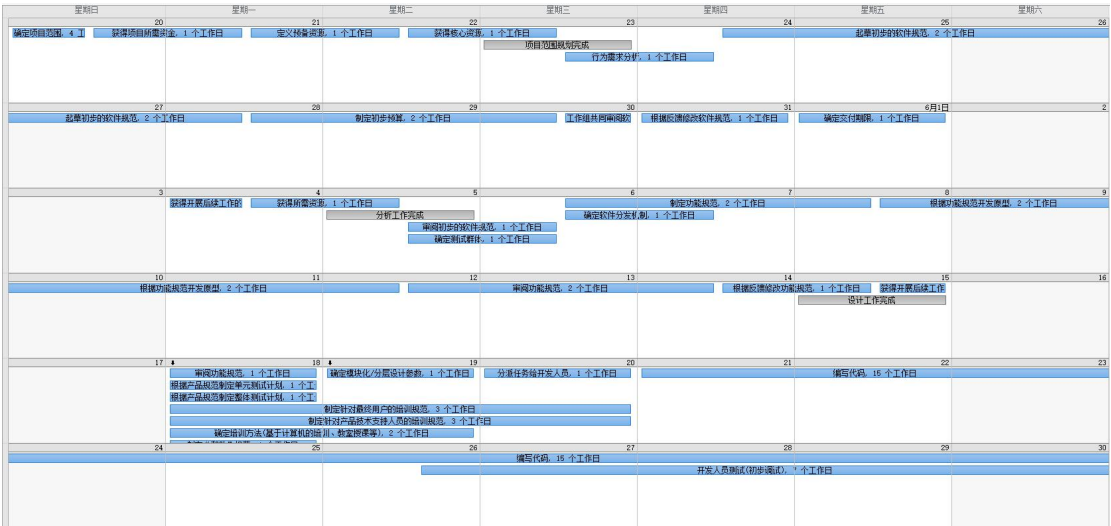 星期日 星期一 星期二 星期三 星期四 星期五 星期六
20 21 22 23 24 25 26
确定项目范围, 4 工 获得项目所需资金, 1 个工作日 定义预备资源, 1 个工作日 获得核心资源, 1 个工作日 起草初步的软件规范, 2 个工作日
项目范围规划完成
行为需求分析, 1 个工作日
27 28 29 30 31 6月1日 2
起草初步的软件规范, 2 个工作日 制定初步预算, 2 个工作日 工作组共同审阅软 根据反馈修改软件规范, 1 个工作日 确定交付期限, 1 个工作日
3 4 5 6 7 8 9
获得开展后续工作的 获得所需资源, 1 个工作日 制定功能规范, 2 个工作日 根据功能规范开发原型, 2 个工作日
分析工作完成 确定软件分发机制, 1 个工作日
审阅初步的软件规范, 1 个工作日
确定测试群体, 1 个工作日
10 11 12 13 14 15 16
根据功能规范开发原型, 2 个工作日 审阅功能规范, 2 个工作日 根据反馈修改功能规范, 1 个工作日 获得开展后续工作
设计工作完成
17 18 19 20 21 22 23
审阅功能规范, 1 个工作日 确定模块化/分层设计参数, 1 个工作日 分派任务给开发人员, 1 个工作日 编写代码, 15 个工作日
根据产品规范制定单元测试计划, 1 个工
根据产品规范制定整体测试计划, 1 个工
制定针对最终用户的培训规范, 3 个工作日
制定针对产品技术支持人员的培训规范, 3 个工作日
确定培训方法(基于计算机的培训、教室授课等), 2 个工作日
24 25 26 27 28 29 30
编写代码, 15 个工作日
开发人员测试(初步调试), 个工作日